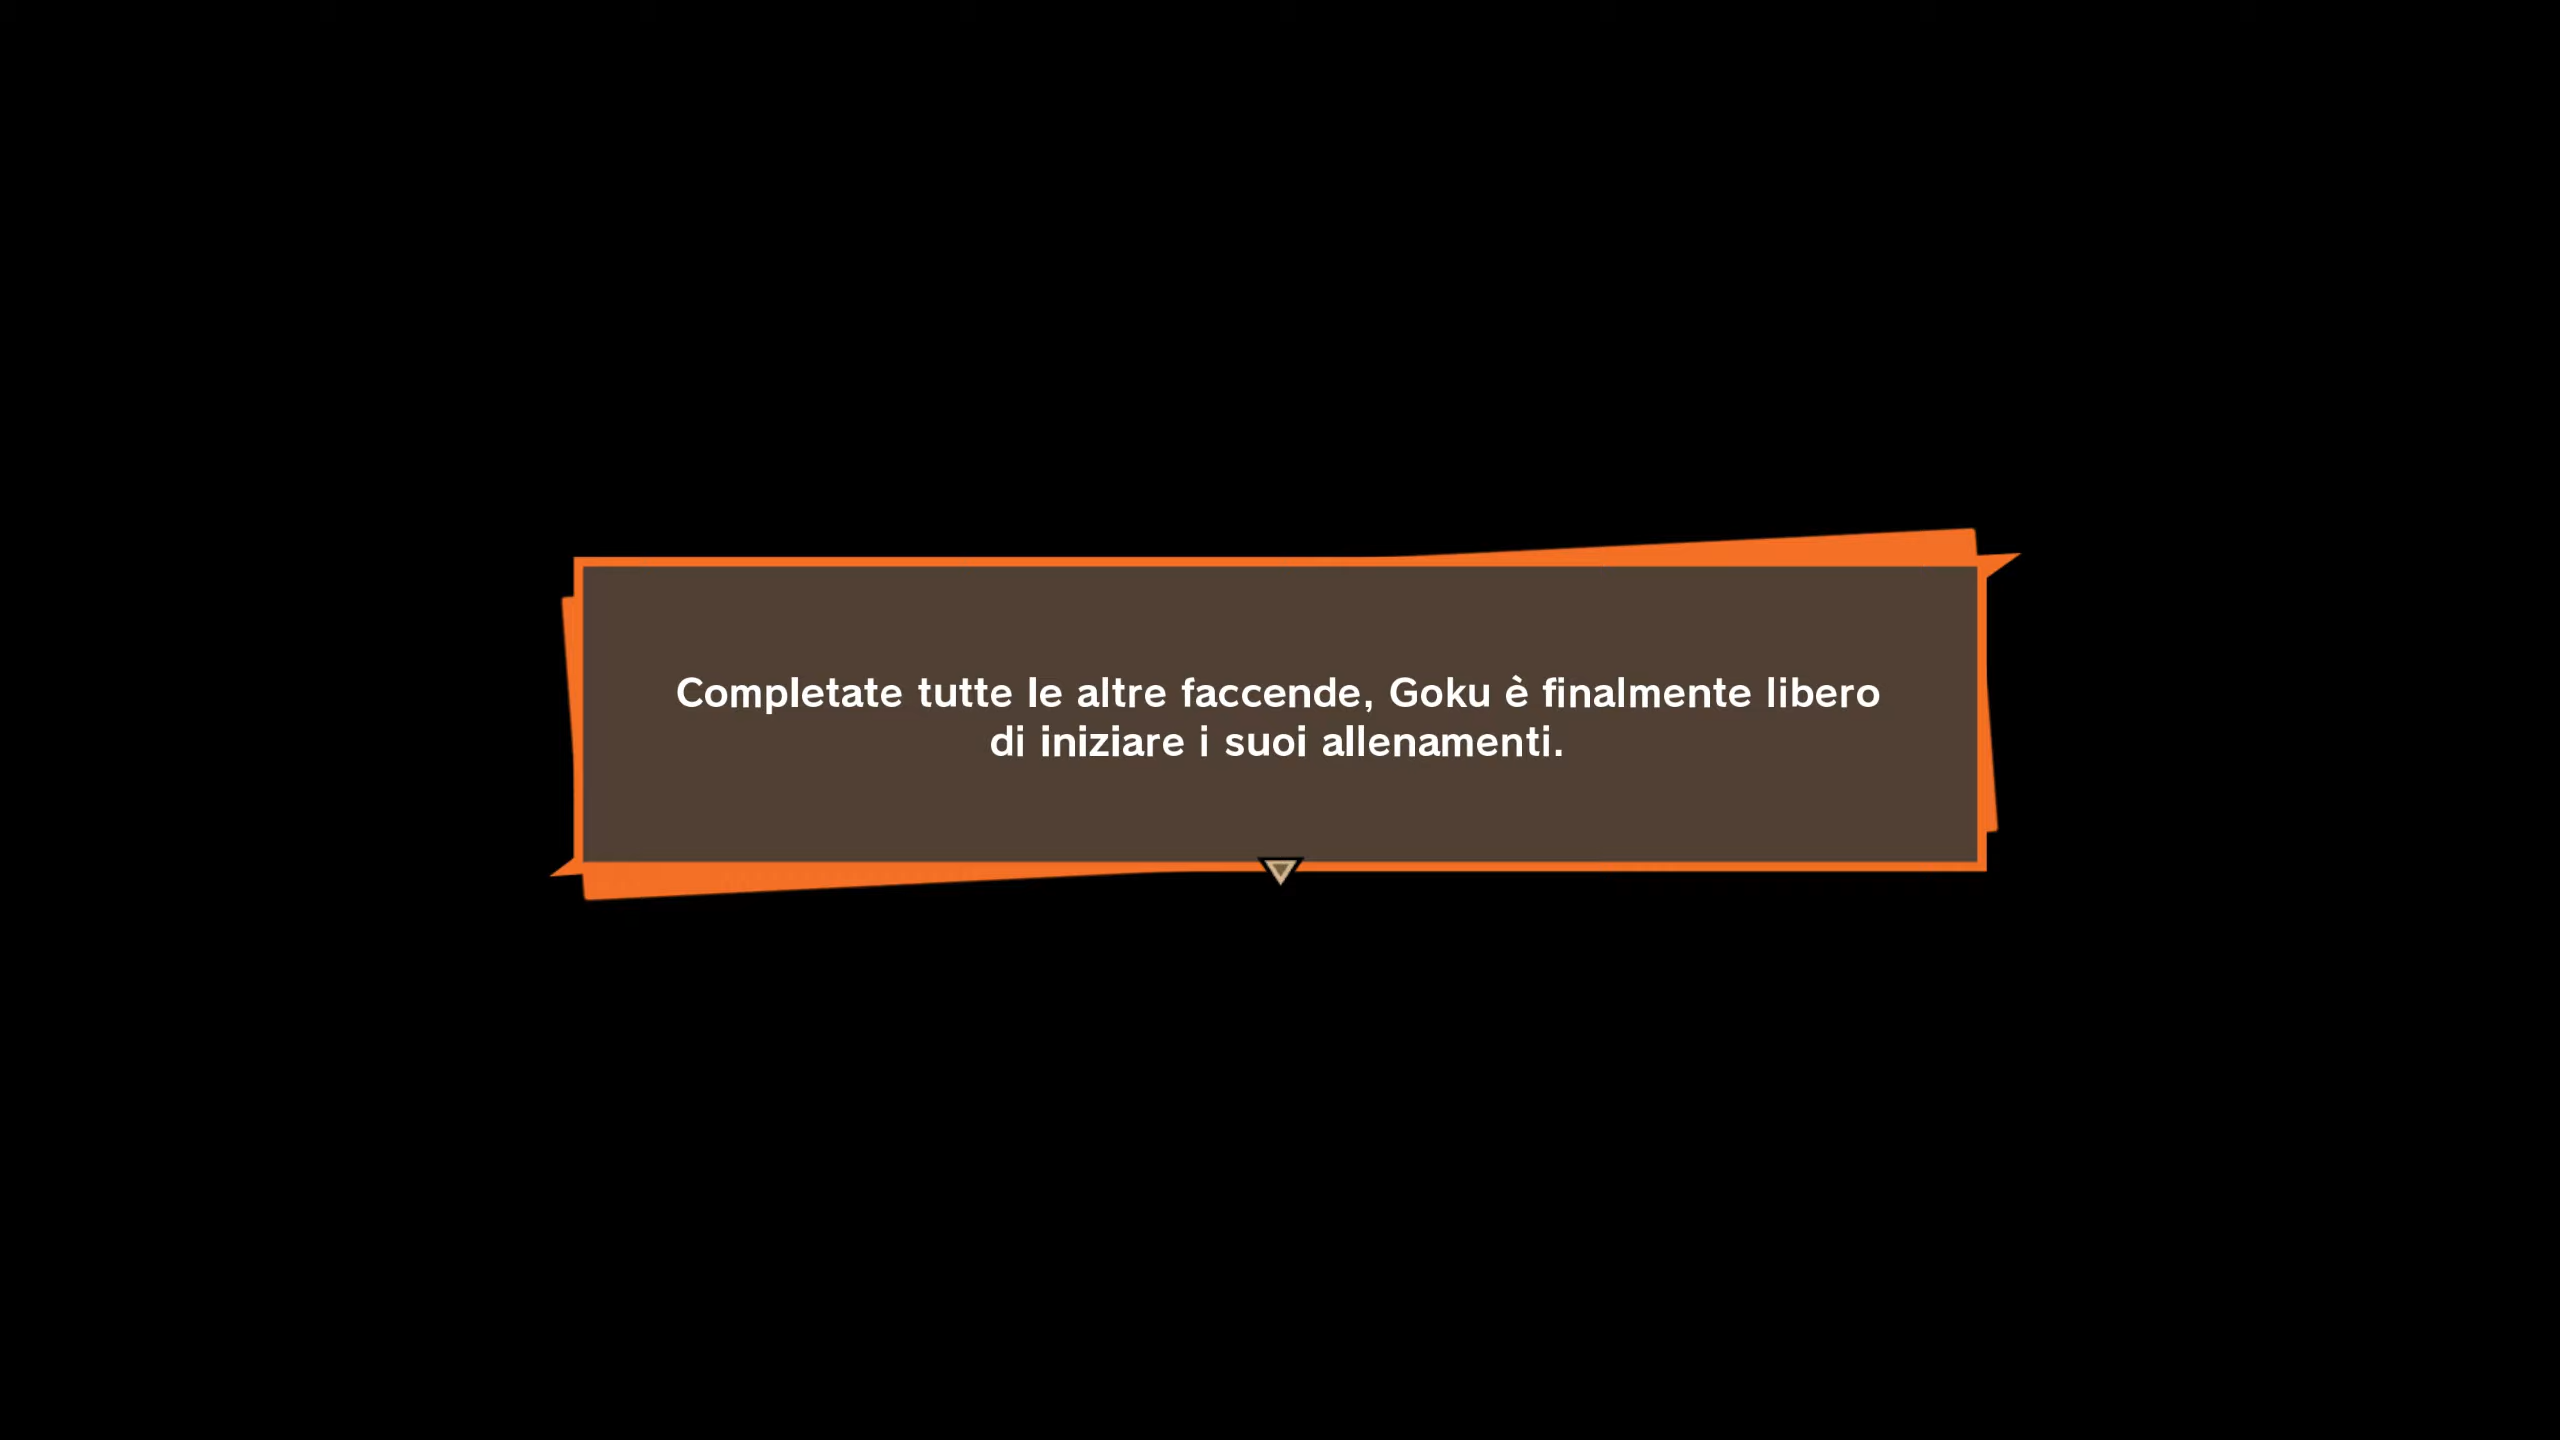 Completate tutte le altre faccende, Goku è finalmente libero
di iniziare i suoi allenamenti.